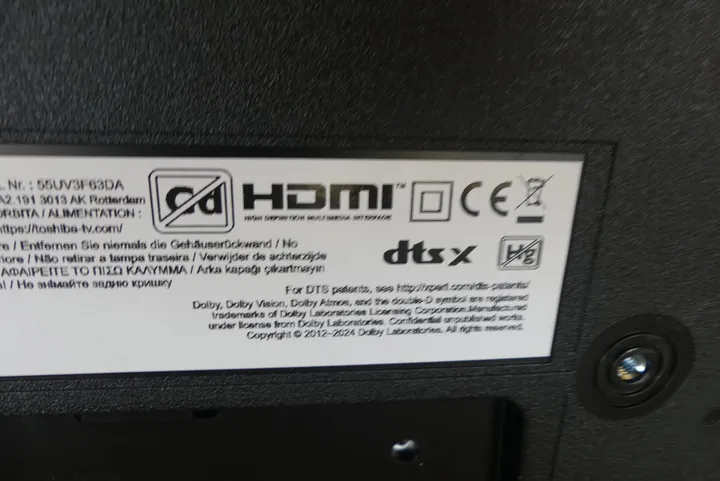 . Nr. : 55UV3F63DA
A2.191 3013 AK Rotterdam
ORBITA / ALIMENTATION :
https://toshiba-tv.com/
Cd
HDMI™
HIGH DEFINITION MULTIMEDIA INTERFACE
CE
re / Entfernen Sie niemals die Gehäuserückwand / No
riore / Não retirar a tampa traseira / Verwijder de achterzijde
ΑΦΑΙΡΕΙΤΕ ΤΟ ΠΙΣΩ ΚΑΛΥΜΜΑ / Arka kapağı çıkartmayın
/ Не знімайте задню кришку
dts x
Hg
For DTS patents, see http://xperi.com/dts-patents/
Dolby, Dolby Vision, Dolby Atmos, and the double-D symbol are registered
trademarks of Dolby Laboratories Licensing Corporation.Manufactured
under license from Dolby Laboratories. Confidential unpublished works.
Copyright © 2012-2024 Dolby Laboratories. All rights reserved.